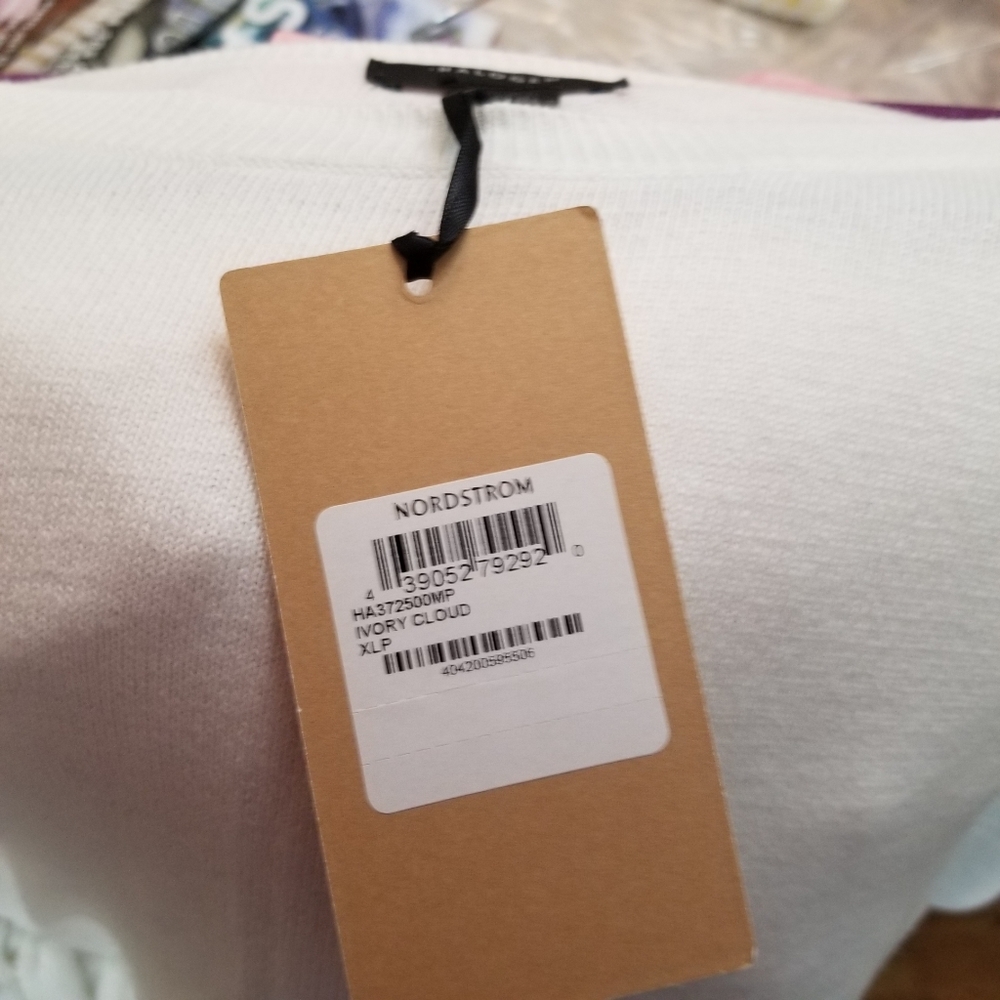 NORDSTROM
4 39052 79292 0
HA372500MP
IVORY CLOUD
XLP
404200595506